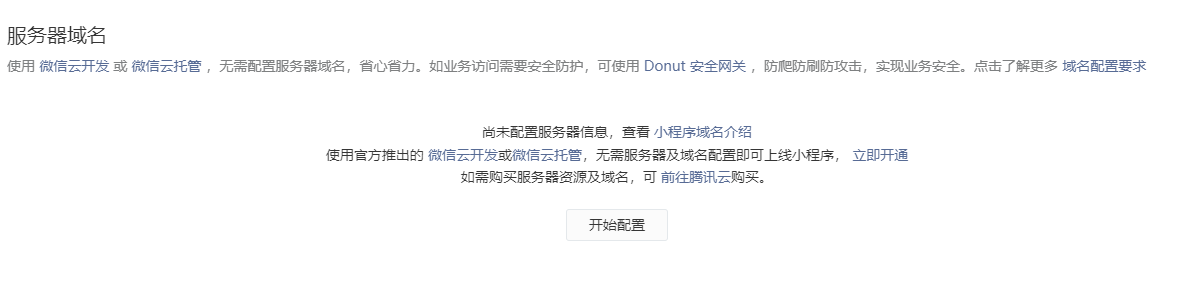 服务器域名
使用 微信云开发 或 微信云托管 ，无需配置服务器域名，省心省力。如业务访问需要安全防护，可使用 Donut 安全网关 ，防爬防刷防攻击，实现业务安全。点击了解更多 域名配置要求
尚未配置服务器信息，查看 小程序域名介绍
使用官方推出的 微信云开发或微信云托管，无需服务器及域名配置即可上线小程序， 立即开通
如需购买服务器资源及域名，可 前往腾讯云购买。
开始配置